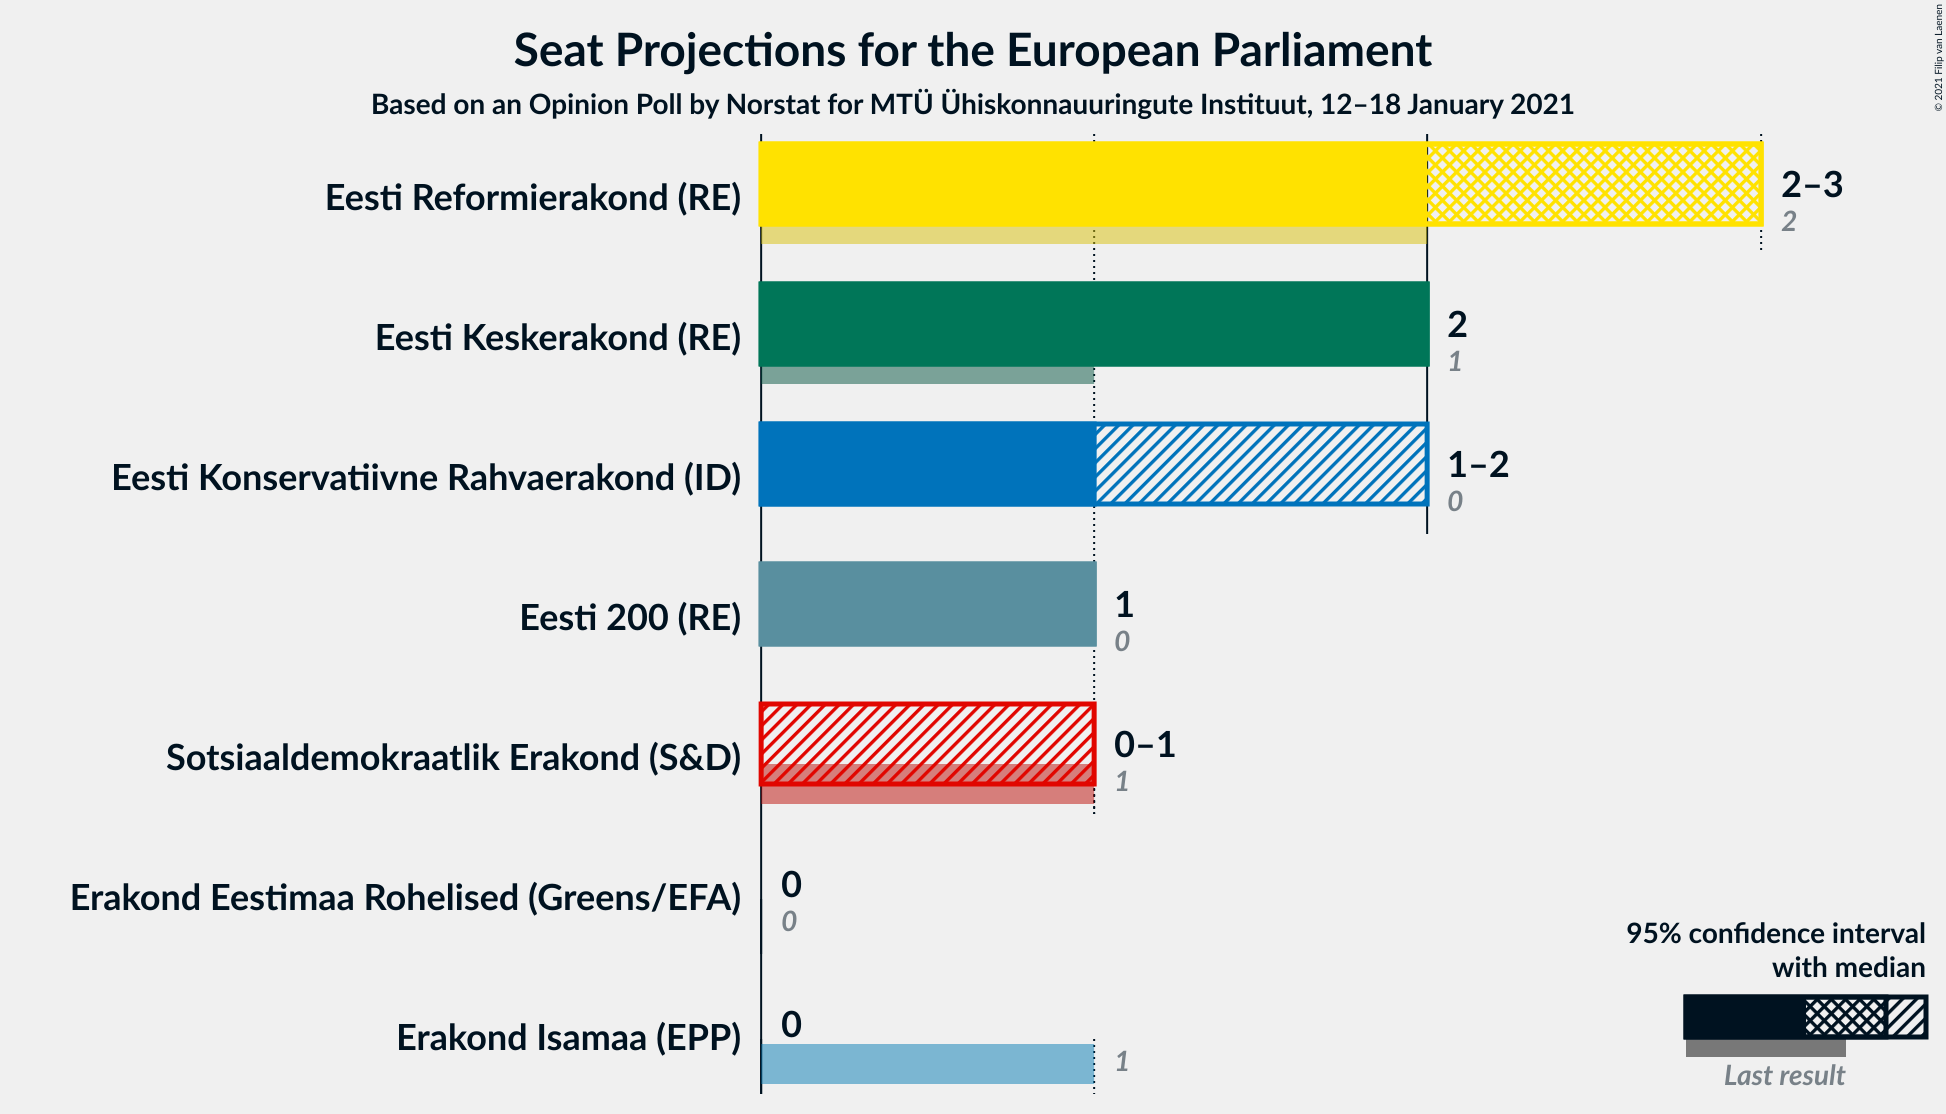 Seat Projections for the European Parliament
Based on an Opinion Poll by Norstat for MTÜ Ühiskonnauuringute Instituut, 12–18 January 2021
© 2021 Filip van Laenen
Eesti Reformierakond (RE)
2–3
2
Eesti Keskerakond (RE)
2
1
Eesti Konservatiivne Rahvaerakond (ID)
1–2
0
Eesti 200 (RE)
1
0
Sotsiaaldemokraatlik Erakond (S&D)
0–1
1
Erakond Eestimaa Rohelised (Greens/EFA)
0
0
Erakond Isamaa (EPP)
0
1
95% confidence interval
with median
Last result